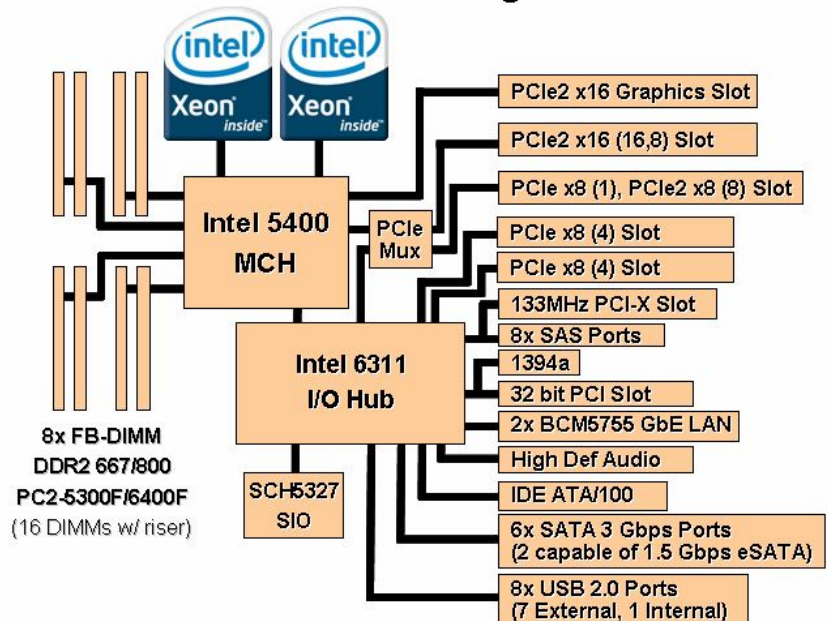 intel
Xeon
inside™
intel
Xeon
inside™
PCIe2 x16 Graphics Slot
PCIe2 x16 (16,8) Slot
PCIe x8 (1), PCIe2 x8 (8) Slot
Intel 5400
MCH
PCIe
Mux
PCIe x8 (4) Slot
PCIe x8 (4) Slot
133MHz PCI-X Slot
8x SAS Ports
1394a
32 bit PCI Slot
Intel 6311
I/O Hub
2x BCM5755 GbE LAN
High Def Audio
IDE ATA/100
6x SATA 3 Gbps Ports
(2 capable of 1.5 Gbps eSATA)
8x USB 2.0 Ports
(7 External, 1 Internal)
8x FB-DIMM
DDR2 667/800
PC2-5300F/6400F
(16 DIMMs w/ riser)
SCH5327
SIO